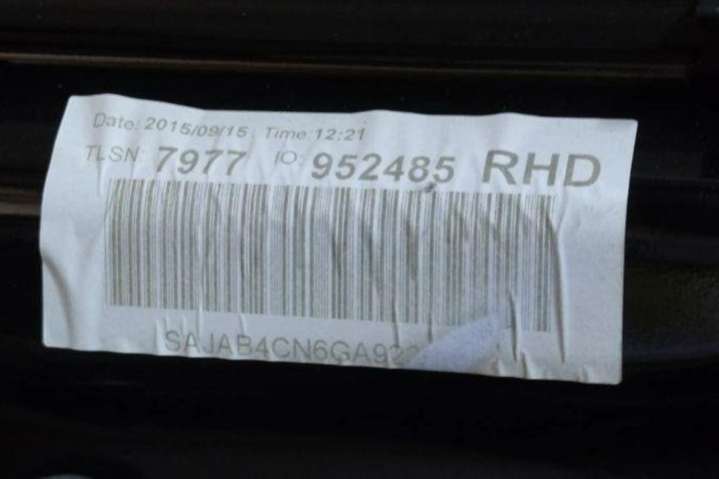 Date: 2015/09/15 Time: 12:21
TLSN: 7977 IO: 952485 RHD
SAJAB4CN6GA92